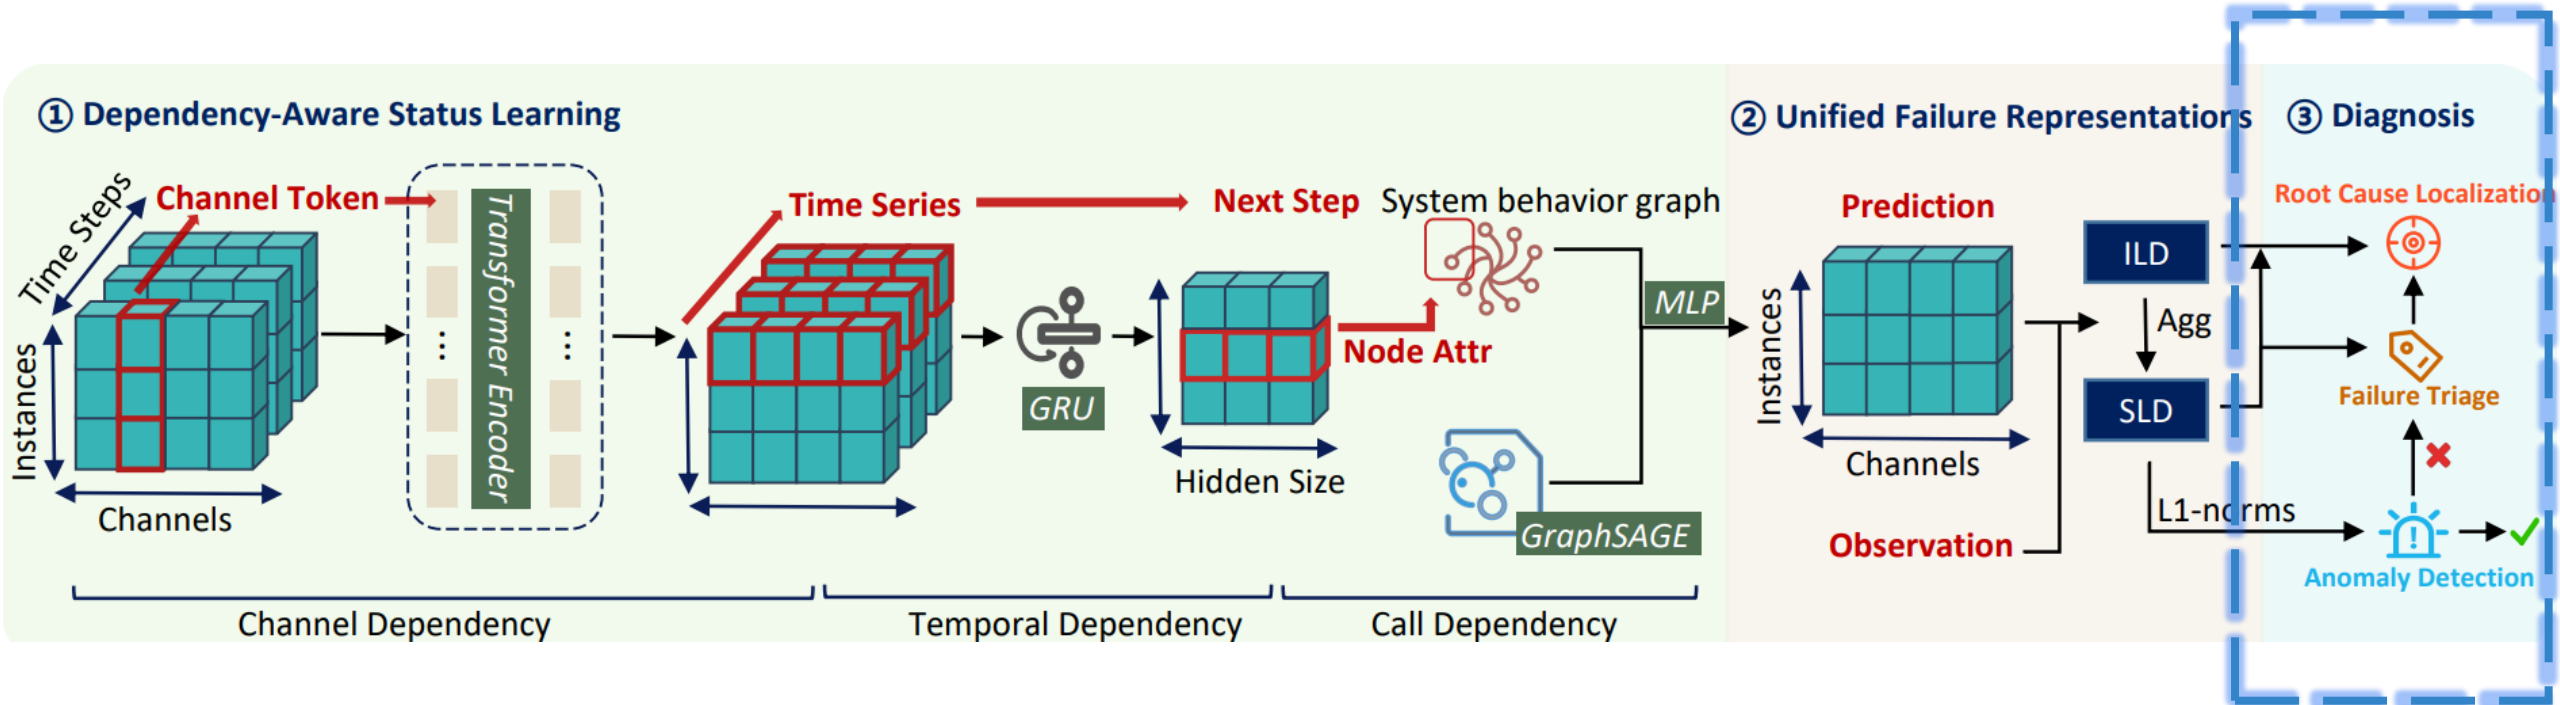 ① Dependency-Aware Status Learning
Time Steps
Channel Token
Instances
Channels
Transformer Encoder
...
...
Time Series
Next Step
GRU
Hidden Size
System behavior graph
Node Attr
GraphSAGE
MLP
Channel Dependency
Temporal Dependency
Call Dependency
② Unified Failure Representations
Prediction
Instances
Channels
Observation
ILD
Agg
SLD
L1-norms
③ Diagnosis
Root Cause Localization
Failure Triage
!
Anomaly Detection